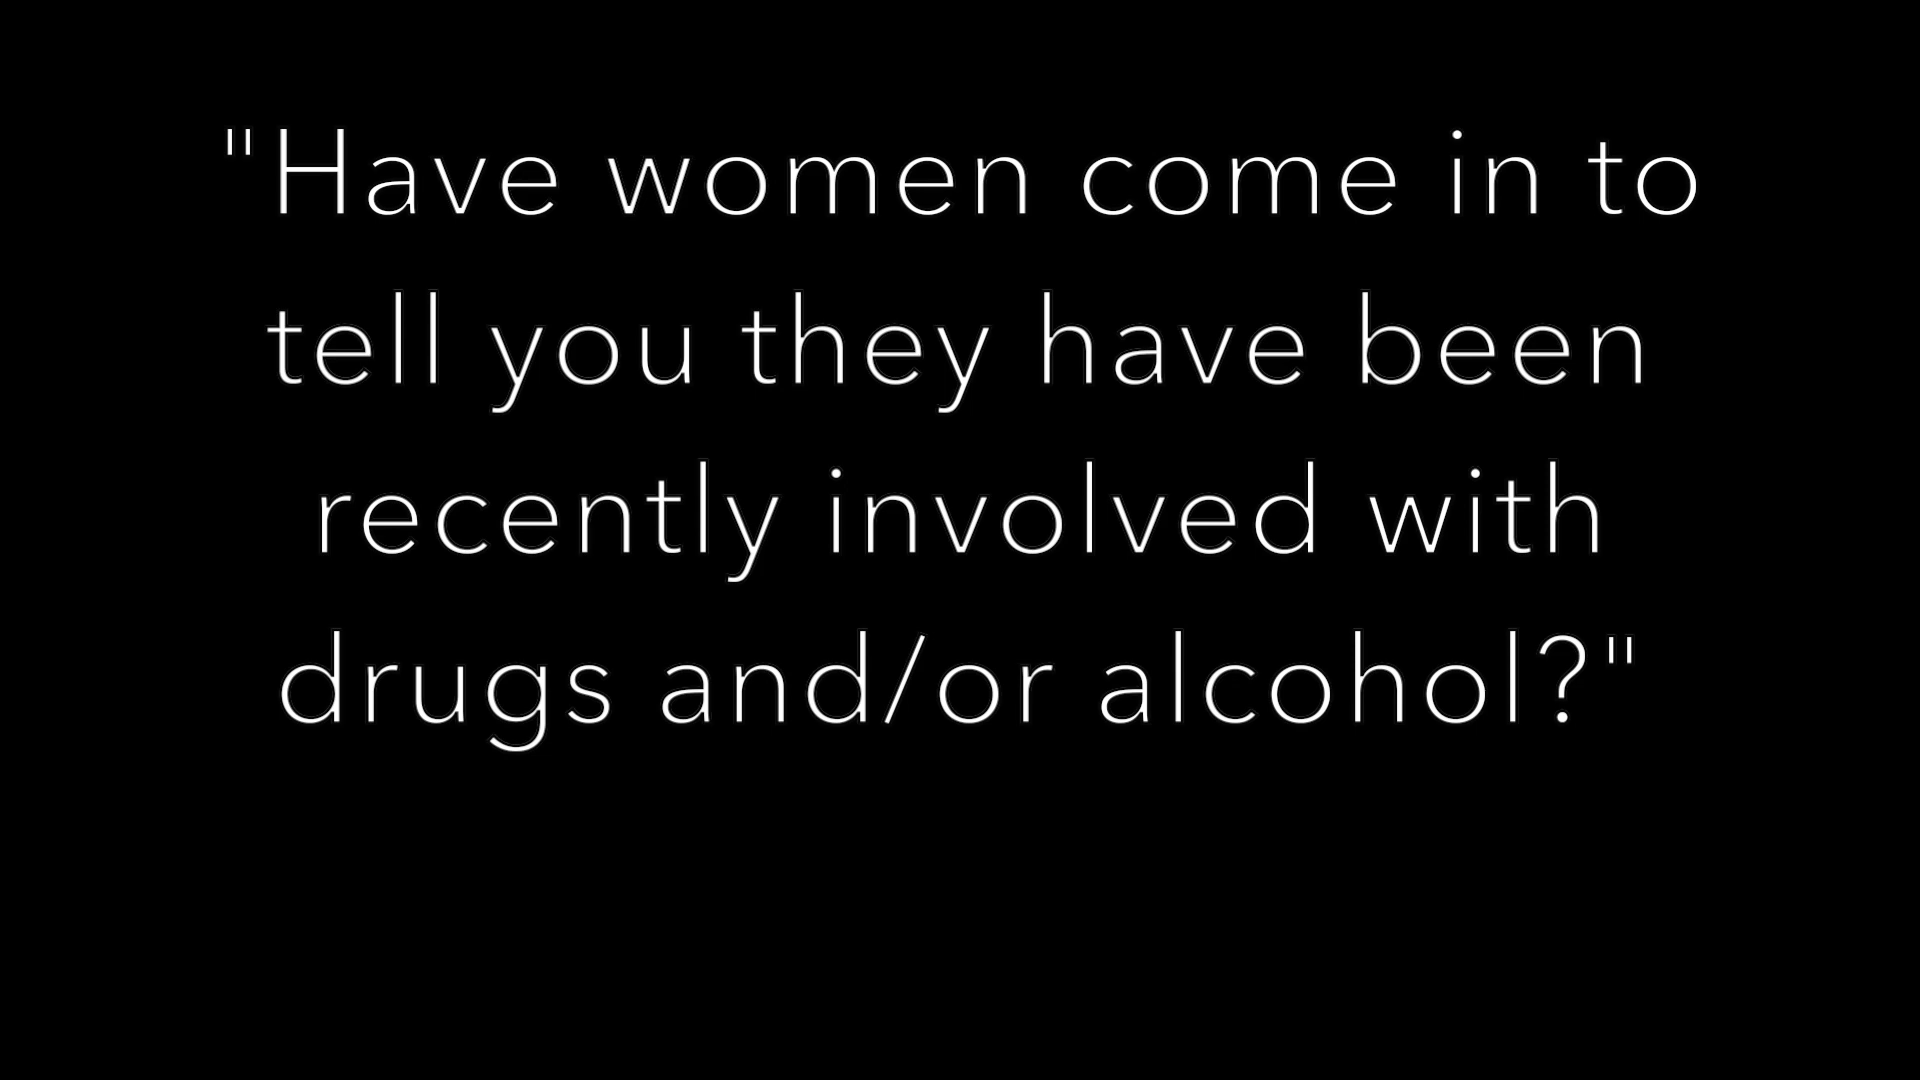 "Have women come in to
tell you they have been
recently involved with
drugs and/or alcohol?"